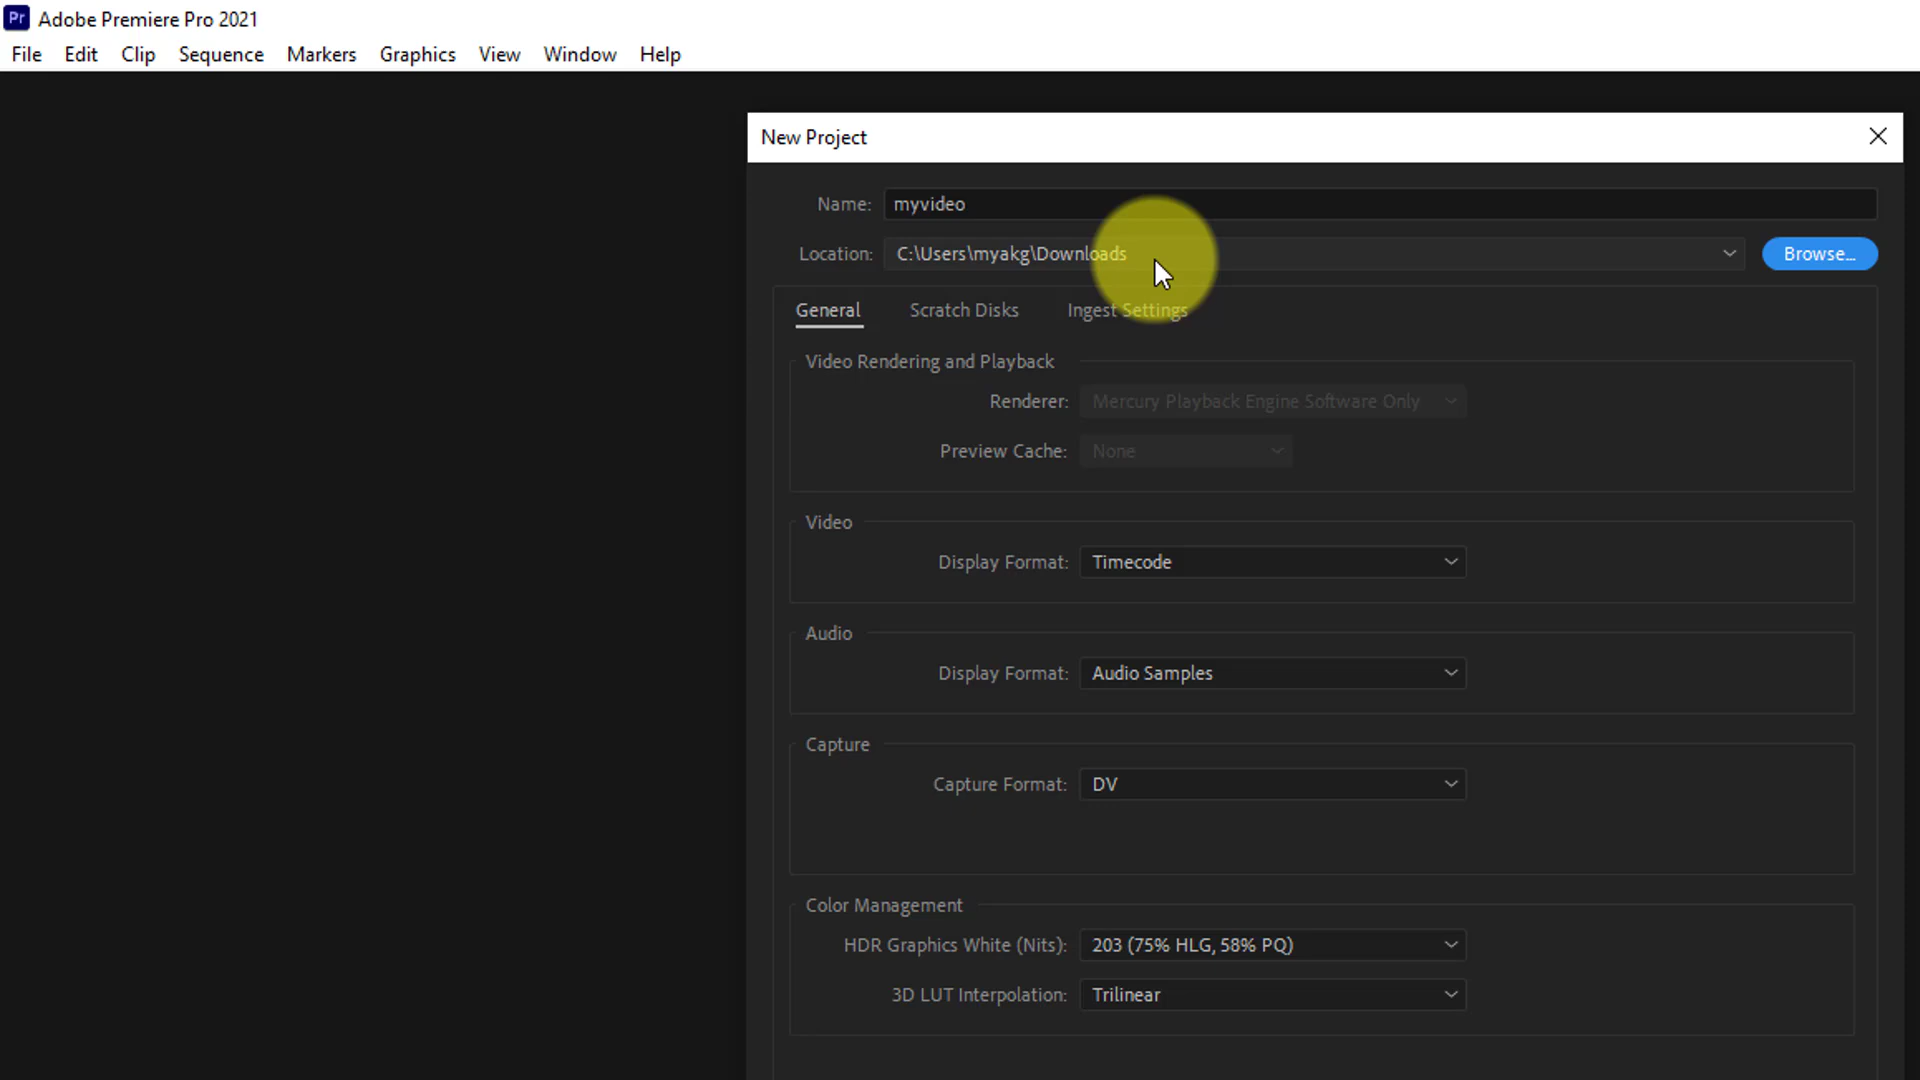 Pr Adobe Premiere Pro 2021
File Edit Clip Sequence Markers Graphics View Window Help
New Project
Name: myvideo
Location: C:\Users\myakg\Downloads Browse...
General Scratch Disks Ingest Settings
Video Rendering and Playback
Renderer: Mercury Playback Engine Software Only
Preview Cache: None
Video
Display Format: Timecode
Audio
Display Format: Audio Samples
Capture
Capture Format: DV
Color Management
HDR Graphics White (Nits): 203 (75% HLG, 58% PQ)
3D LUT Interpolation: Trilinear